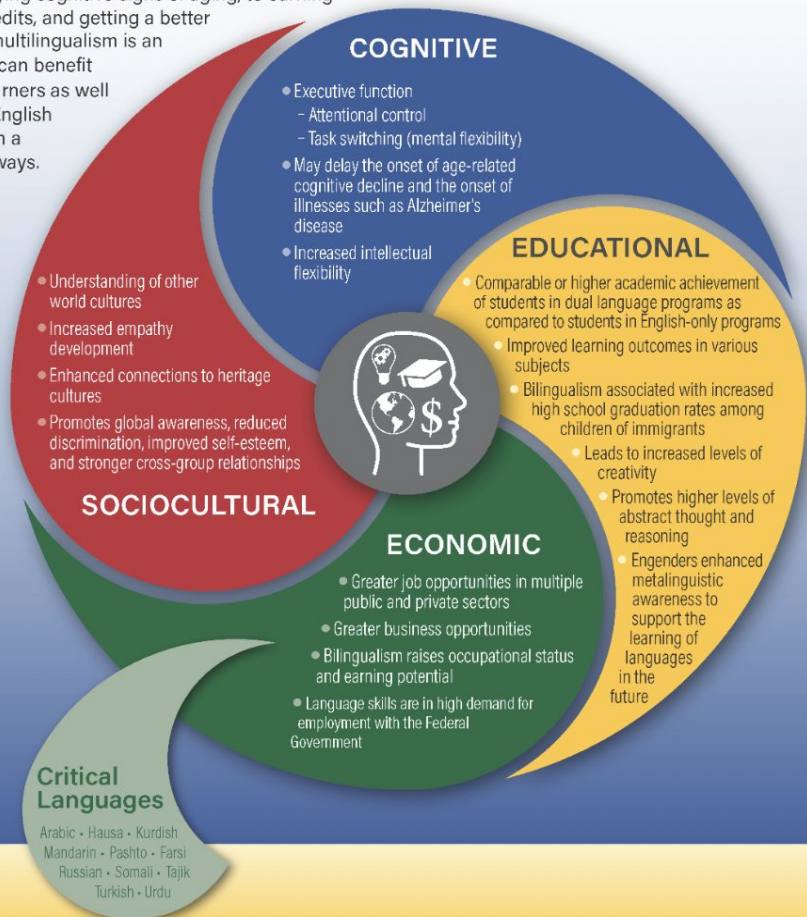 edits, and getting a better
multilingualism is an
can benefit
rners as well
English
a
ways.
COGNITIVE
• Executive function
– Attentional control
– Task switching (mental flexibility)
• May delay the onset of age-related
cognitive decline and the onset of
illnesses such as Alzheimer's
disease
• Increased intellectual
flexibility
EDUCATIONAL
• Comparable or higher academic achievement
of students in dual language programs as
compared to students in English-only programs
• Improved learning outcomes in various
subjects
• Bilingualism associated with increased
high school graduation rates among
children of immigrants
• Leads to increased levels of
creativity
• Promotes higher levels of
abstract thought and
reasoning
• Engenders enhanced
metalinguistic
awareness to
support the
learning of
languages
in the
future
• Understanding of other
world cultures
• Increased empathy
development
• Enhanced connections to heritage
cultures
• Promotes global awareness, reduced
discrimination, improved self-esteem,
and stronger cross-group relationships
SOCIOCULTURAL
$
ECONOMIC
• Greater job opportunities in multiple
public and private sectors
• Greater business opportunities
• Bilingualism raises occupational status
and earning potential
• Language skills are in high demand for
employment with the Federal
Government
Critical
Languages
Arabic • Hausa • Kurdish
Mandarin • Pashto • Farsi
Russian • Somali • Tajik
Turkish • Urdu